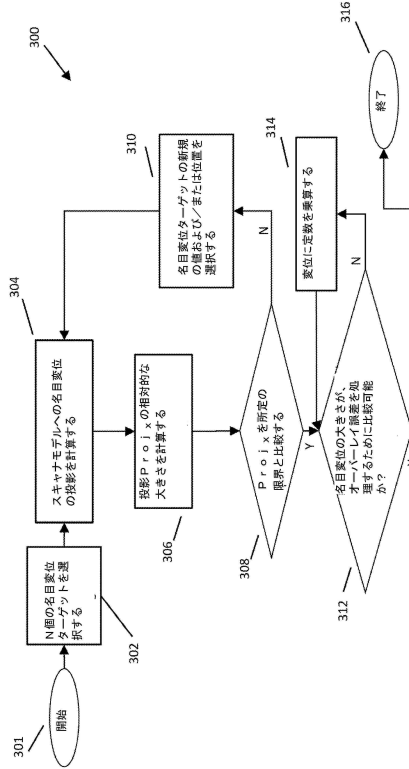 300
301
開始
302
N個の名目変位
ターゲットを選
択する
304
スキャナモデルへの名目変位
の投影を計算する
306
投影Projxの相対的な
大きさを計算する
308
Projxを所定の
限界と比較する
N
Y
310
名目変位ターゲットの新規
の値および/または位置を
選択する
312
名目変位の大きさが、
オーバーレイ誤差を処
理するために比較可能
か?
N
314
変位に定数を乗算する
316
終了